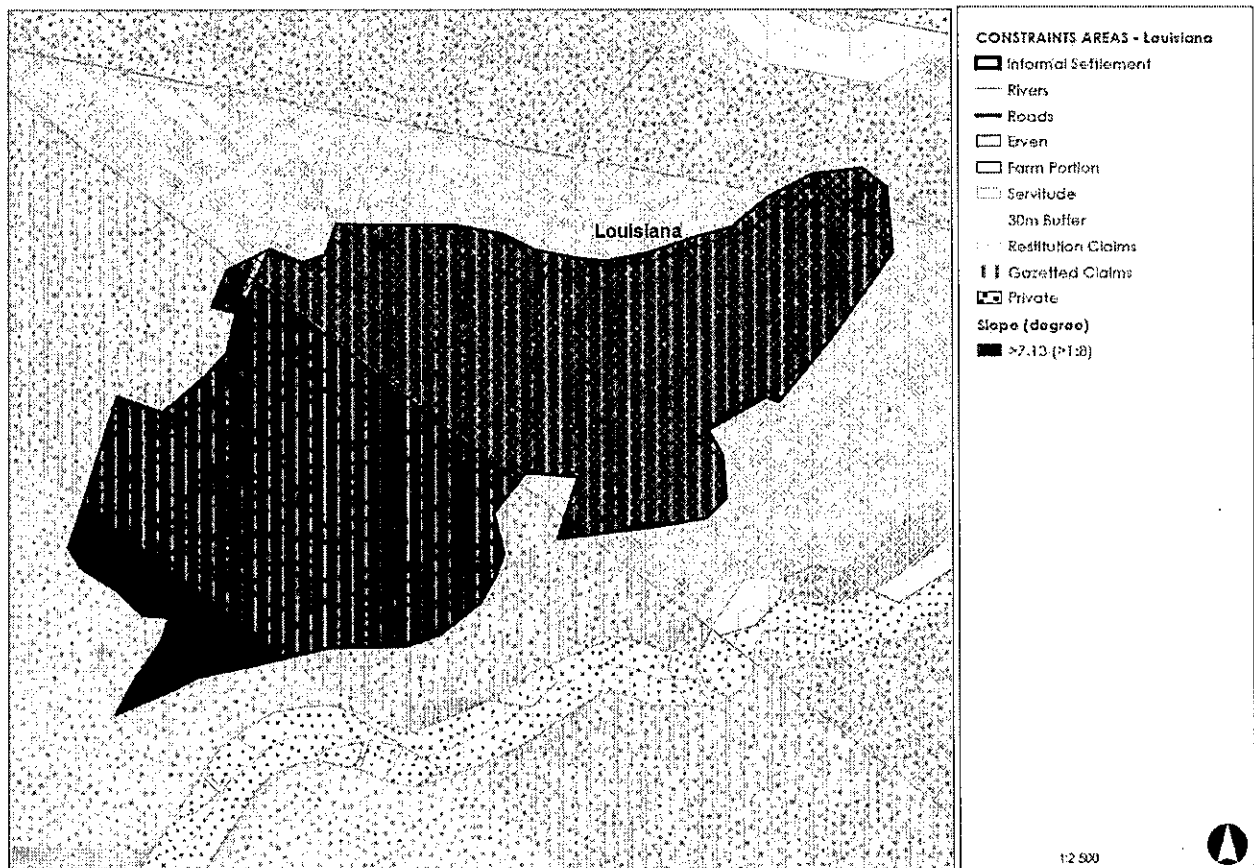 Louisiana
CONSTRAINTS AREAS - Louisiana
Informal Settlement
Rivers
Roads
Erven
Farm Portion
Servitude
30m Buffer
Restitution Claims
Gazetted Claims
Private
Slope (degree)
>7.13 (>1:8)
1:2 500